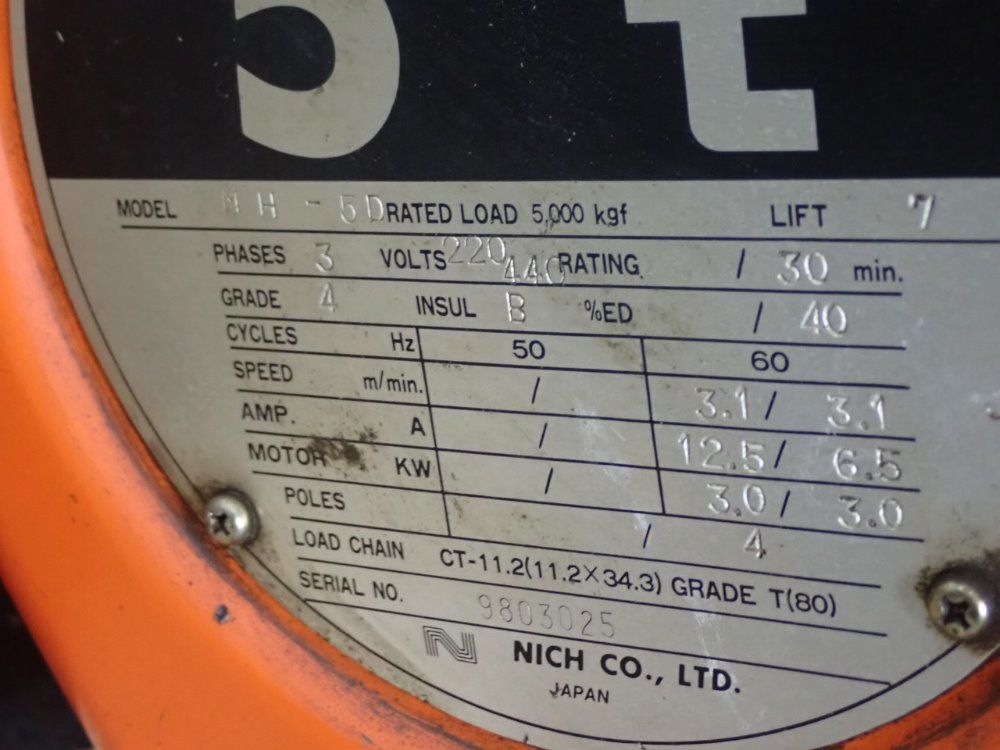 5 t
MODEL MH - 5D RATED LOAD 5,000 kgf LIFT 7
PHASES 3 VOLTS 220 440 RATING / 30 min.
GRADE 4 INSUL B %ED / 40
CYCLES Hz 50 60
SPEED m/min. / 3.1 / 3.1
AMP. A / 12.5 / 6.5
MOTOR KW / 3.0 / 3.0
POLES / 4
LOAD CHAIN CT-11.2(11.2×34.3) GRADE T(80)
SERIAL NO. 9803025
N NICH CO., LTD.
JAPAN